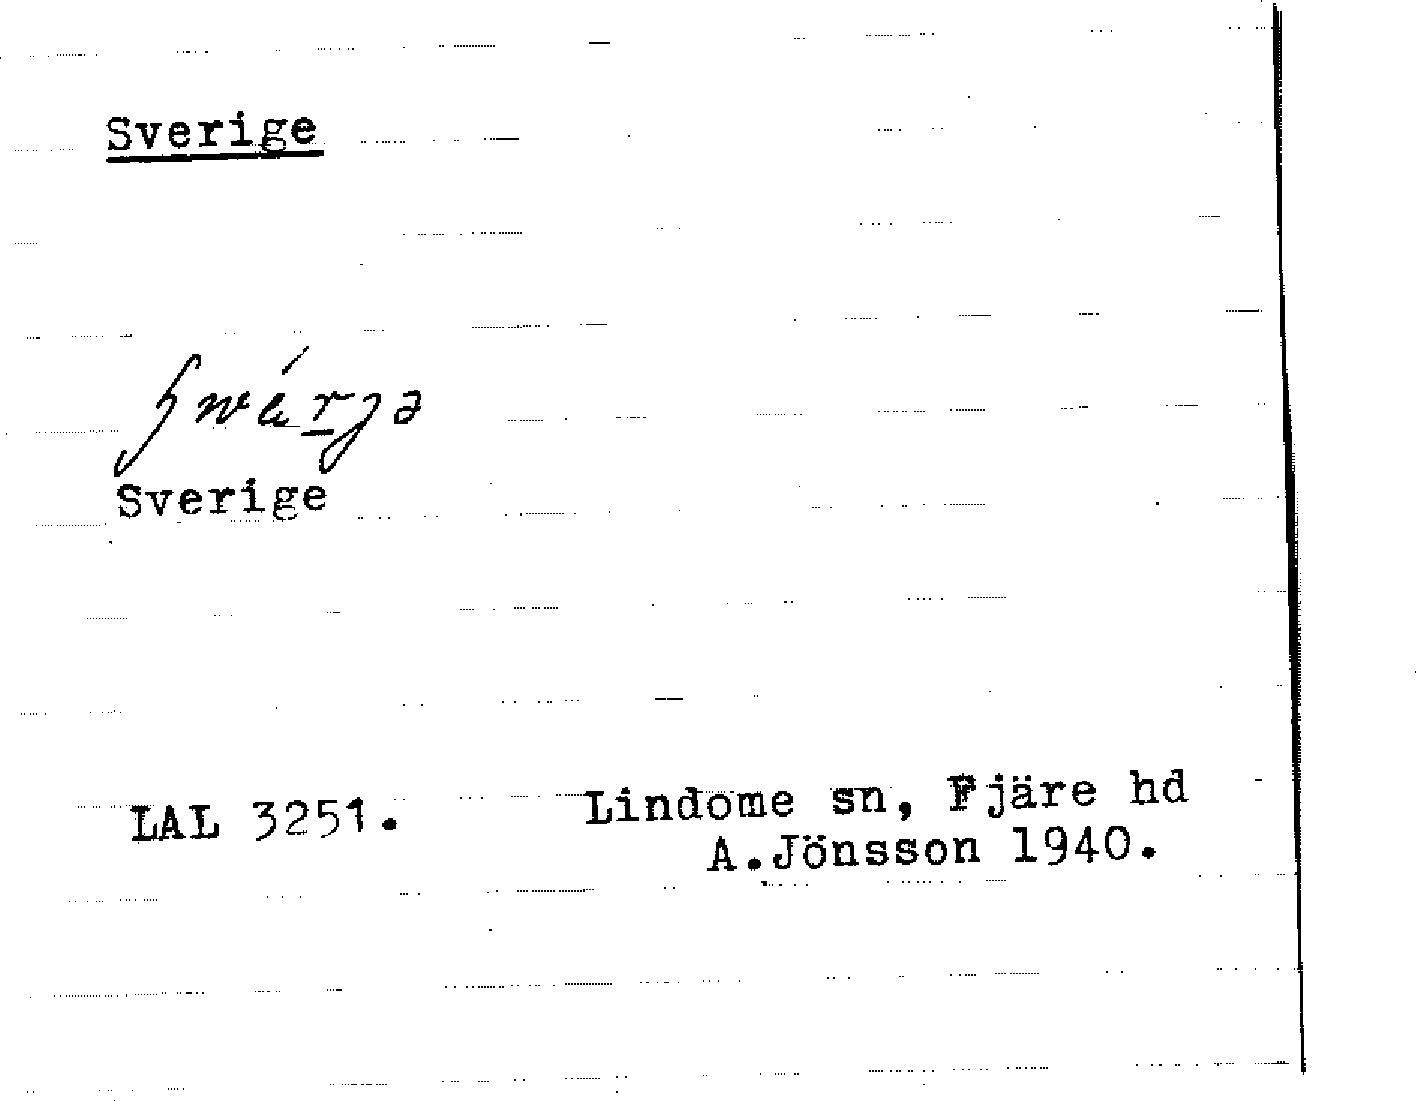 Sverige
Sverige
LAL 3251.
Lindome sn, Fjäre hd
A.Jönsson 1940.